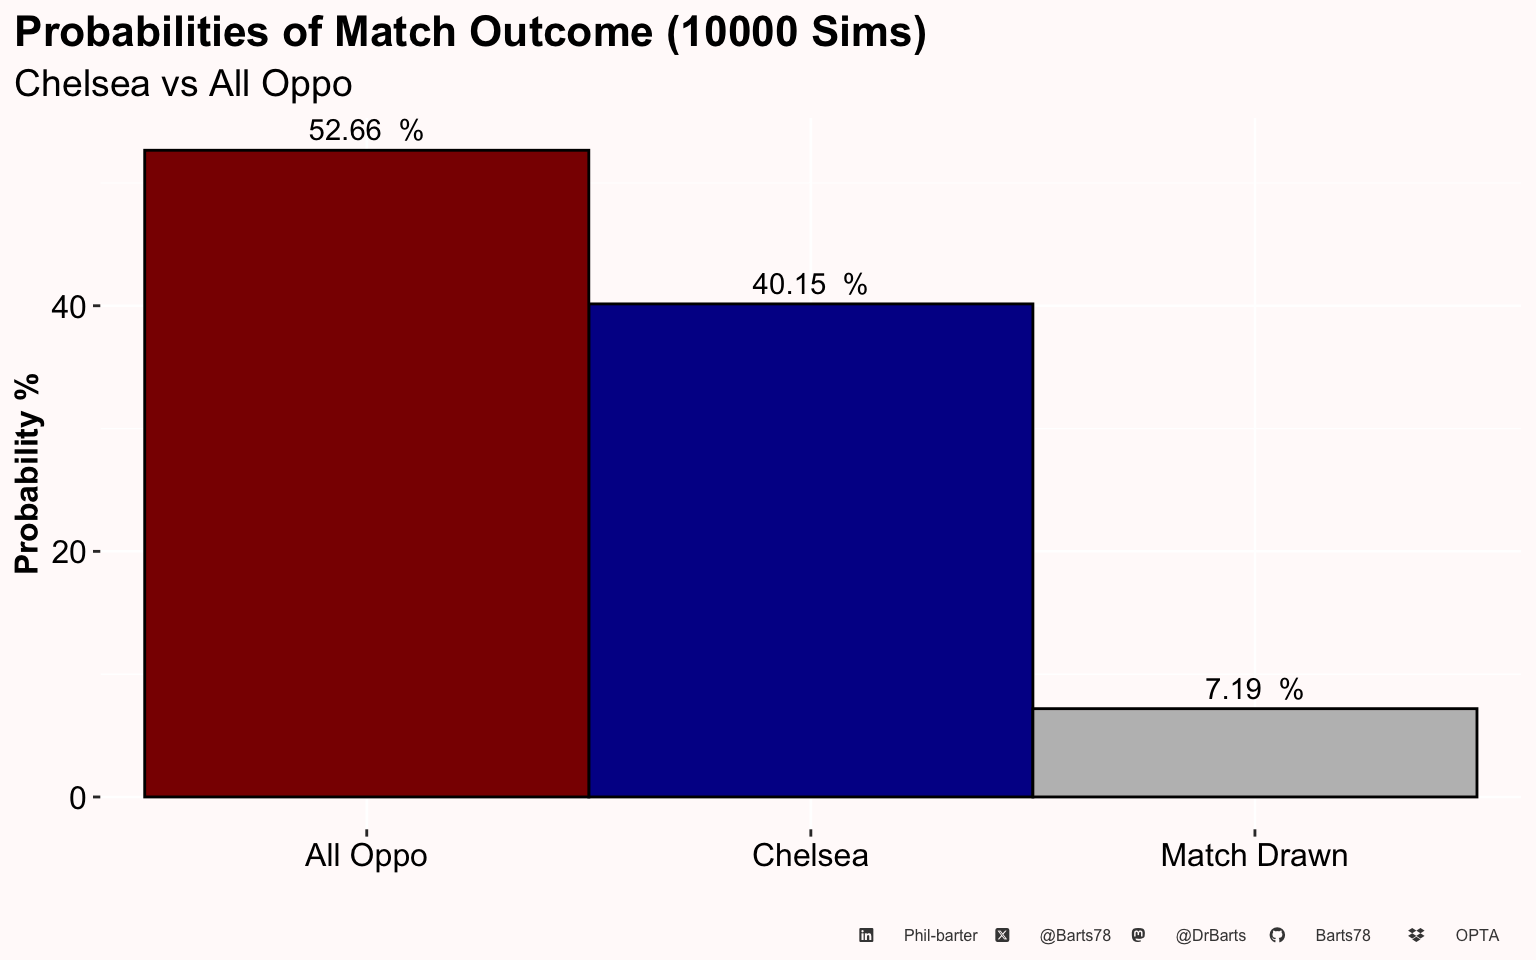 Probabilities of Match Outcome (10000 Sims)
Chelsea vs All Oppo
52.66 %
40.15 %
7.19 %
Probability %
40
20
0
All Oppo
Chelsea
Match Drawn
Phil-barter @Barts78 @DrBarts Barts78 OPTA